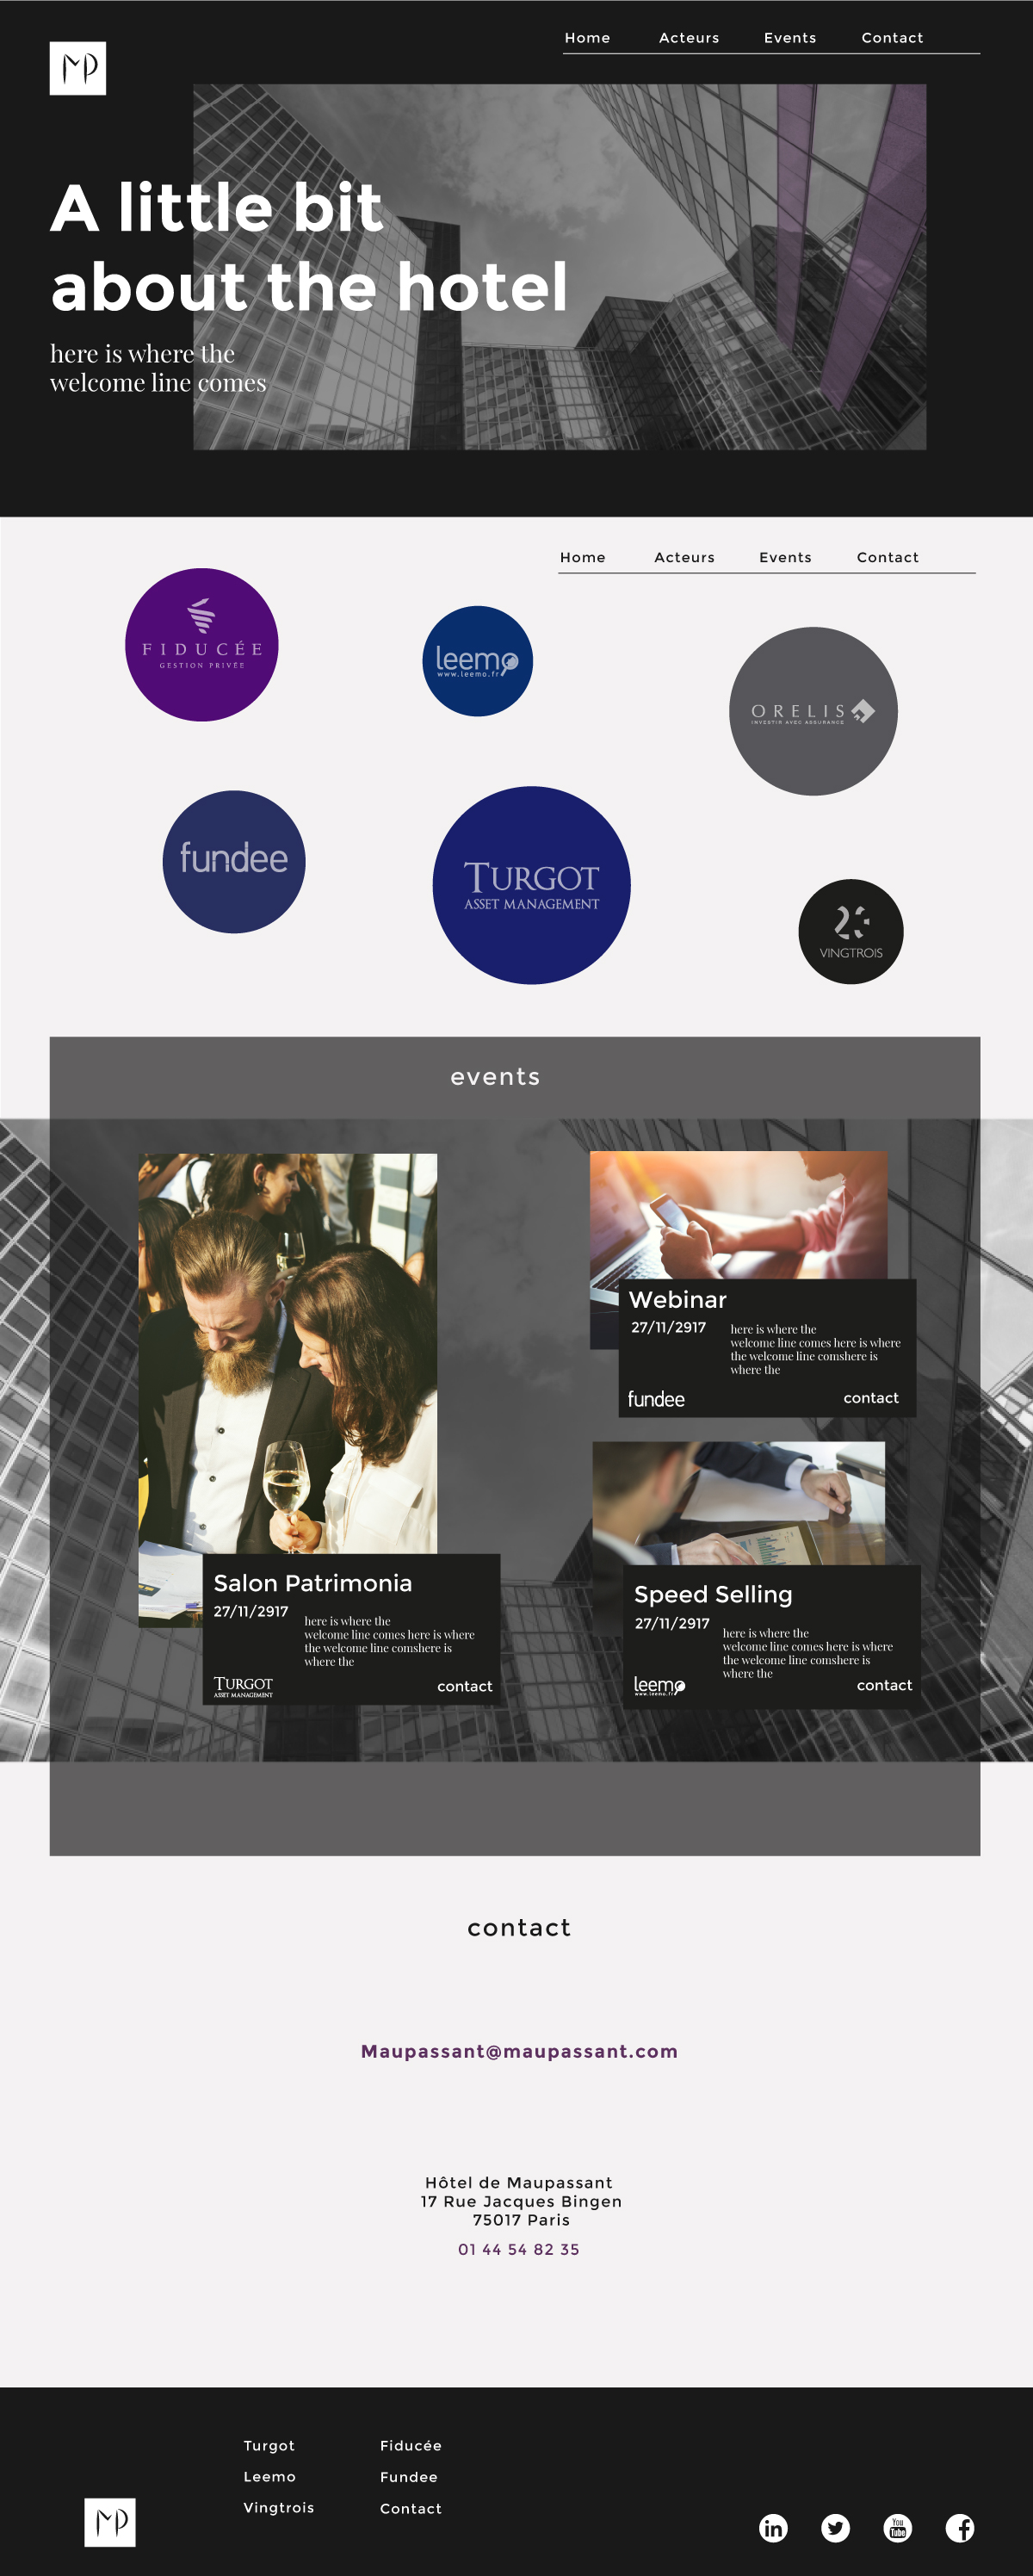 MP
Home Acteurs Events Contact
A little bit
about the hotel
here is where the
welcome line comes
Home Acteurs Events Contact
FIDUCÉE
GESTION PRIVÉE
leemo
www.leemo.fr
ORELIS
INVESTIR AVEC ASSURANCE
fundee
TURGOT
ASSET MANAGEMENT
23
VINGTROIS
events
Webinar
27/11/2917
here is where the
welcome line comes here is where
the welcome line comshere is
where the
fundee
contact
Salon Patrimonia
27/11/2917
here is where the
welcome line comes here is where
the welcome line comshere is
where the
TURGOT
ASSET MANAGEMENT
contact
Speed Selling
27/11/2917
here is where the
welcome line comes here is where
the welcome line comshere is
where the
leemo
www.leemo.fr
contact
contact
Maupassant@maupassant.com
Hôtel de Maupassant
17 Rue Jacques Bingen
75017 Paris
01 44 54 82 35
Turgot
Leemo
Vingtrois
Fiducée
Fundee
Contact
MP
in
You
Tube
f